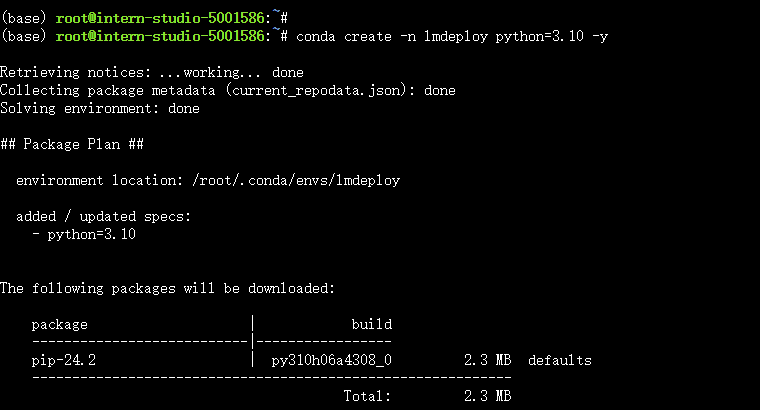 (base) root@intern-studio-5001586:~#
(base) root@intern-studio-5001586:~# conda create -n lmdeploy python=3.10 -y
Retrieving notices: ...working... done
Collecting package metadata (current_repodata.json): done
Solving environment: done
## Package Plan ##
environment location: /root/.conda/envs/lmdeploy
added / updated specs:
- python=3.10
The following packages will be downloaded:
package | build
---------------------------|-----------------
pip-24.2 | py310h06a4308_0 2.3 MB defaults
------------------------------------------------------------
Total: 2.3 MB